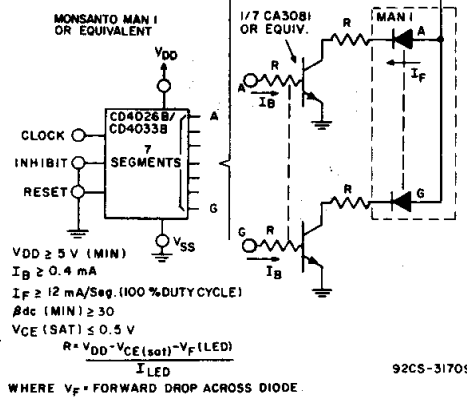 MONSANTO MAN 1
OR EQUIVALENT
1/7 CA3081
OR EQUIV.
MAN 1
VDD
R
A
IF
A
R
IB
CD4026B/
CD4033B
7
SEGMENTS
A
G
CLOCK
INHIBIT
RESET
VSS
R
G
G
R
IB
VDD ≥ 5 V (MIN)
IB ≥ 0.4 mA
IF ≥ 12 mA/Seg. (100 % DUTY CYCLE)
βdc (MIN) ≥ 30
VCE (SAT) ≤ 0.5 V
R = VDD - VCE(sat) - VF (LED)
ILED
92CS-31709
WHERE VF = FORWARD DROP ACROSS DIODE.